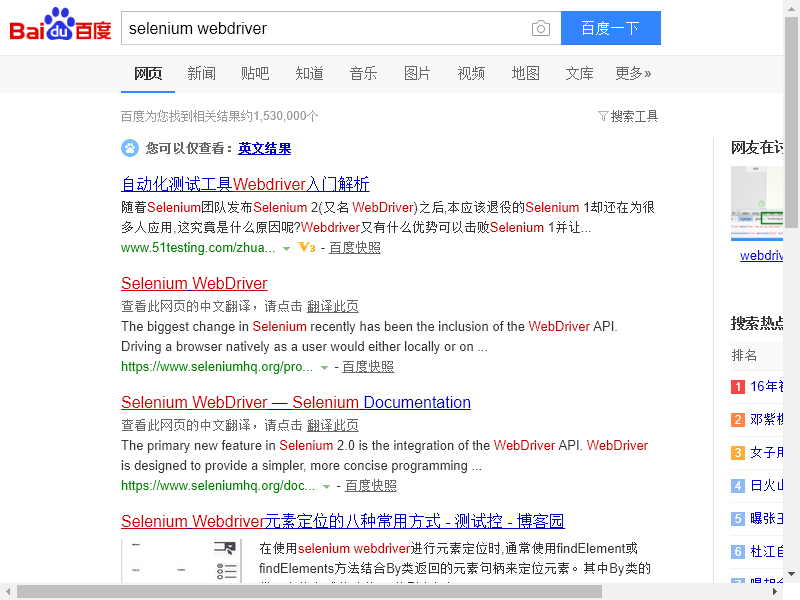 Bai du 百度
selenium webdriver
百度一下
网页 新闻 贴吧 知道 音乐 图片 视频 地图 文库 更多»
百度为您找到相关结果约1,530,000个
搜索工具
您可以仅查看：英文结果
自动化测试工具Webdriver入门解析
随着Selenium团队发布Selenium 2(又名 WebDriver)之后,本应该退役的Selenium 1却还在为很
多人应用,这究竟是什么原因呢?Webdriver又有什么优势可以击败Selenium 1并让...
www.51testing.com/zhua... V3 - 百度快照
Selenium WebDriver
查看此网页的中文翻译，请点击 翻译此页
The biggest change in Selenium recently has been the inclusion of the WebDriver API.
Driving a browser natively as a user would either locally or on ...
https://www.seleniumhq.org/pro... - 百度快照
Selenium WebDriver — Selenium Documentation
查看此网页的中文翻译，请点击 翻译此页
The primary new feature in Selenium 2.0 is the integration of the WebDriver API. WebDriver
is designed to provide a simpler, more concise programming ...
https://www.seleniumhq.org/doc... - 百度快照
Selenium Webdriver元素定位的八种常用方式 - 测试控 - 博客园
在使用selenium webdriver进行元素定位时,通常使用findElement或
findElements方法结合By类返回的元素句柄来定位元素。其中By类的
网友在讨
webdriv
搜索热点
排名
1 16年
2 邓紫棋
3 女子用
4 日火山
5 曝张
6 杜江
7